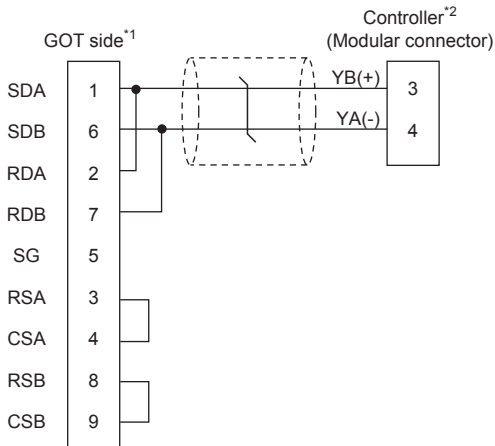 Controller*2
GOT side*1
(Modular connector)
SDA 1 YB(+) 3
SDB 6 YA(-) 4
RDA 2
RDB 7
SG 5
RSA 3
CSA 4
RSB 8
CSB 9